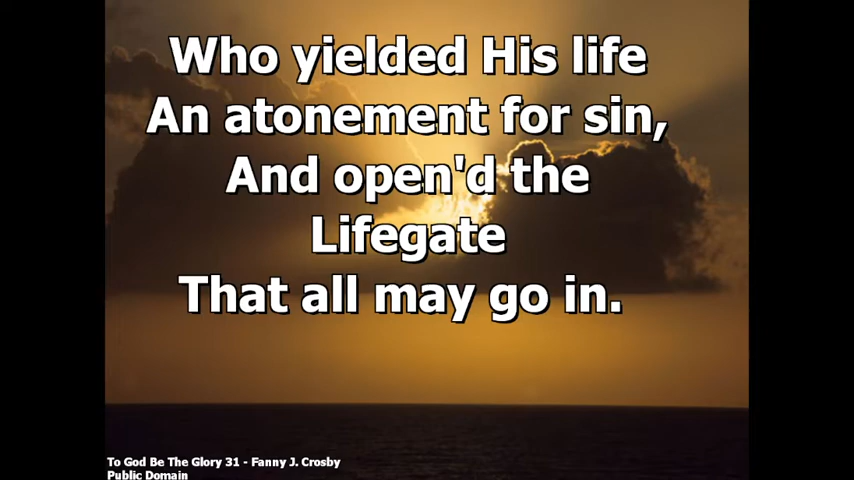 Who yielded His life
An atonement for sin,
And open'd the
Lifegate
That all may go in.
To God Be The Glory 31 - Fanny J. Crosby
Public Domain